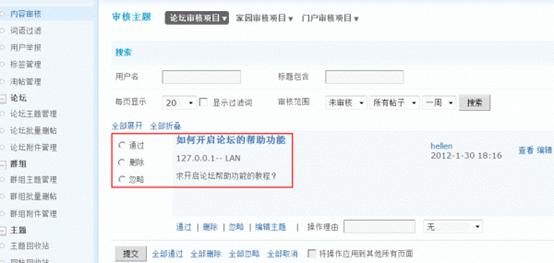 内容审核
词语过滤
用户举报
标签管理
淘帖管理
论坛
论坛主题管理
论坛批量删帖
论坛附件管理
群组
群组主题管理
群组批量删帖
群组附件管理
主题
主题回收站
回帖回收站
审核主题 论坛审核项目 家园审核项目 门户审核项目
搜索
用户名 标题包含
每页显示 20 显示过滤词 审核范围 未审核 所有帖子 一周 搜索
全部展开 全部折叠
通过 如何开启论坛的帮助功能
删除 127.0.0.1-- LAN
忽略 求开启论坛帮助功能的教程？
hellen
2012-1-30 18:16
查看 编辑
通过 | 删除 | 忽略 | 编辑主题 | 操作理由 无
提交 全部通过 全部删除 全部忽略 全部取消 将操作应用到其他所有页面